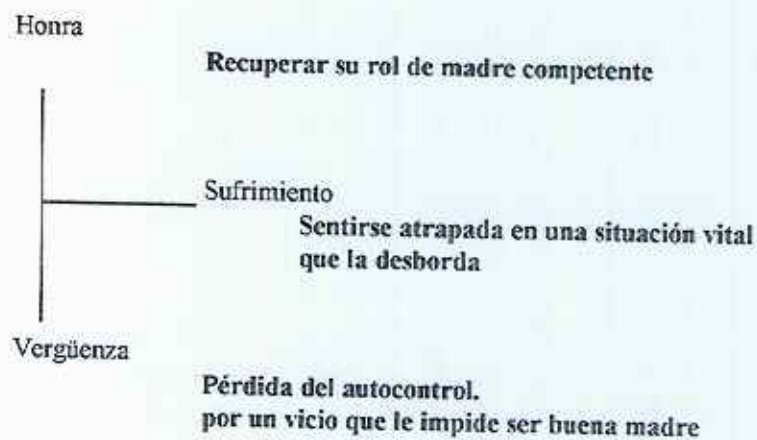 Honra
Recuperar su rol de madre competente
Sufrimiento
Sentirse atrapada en una situación vital
que la desborda
Vergüenza
Pérdida del autocontrol.
por un vicio que le impide ser buena madre